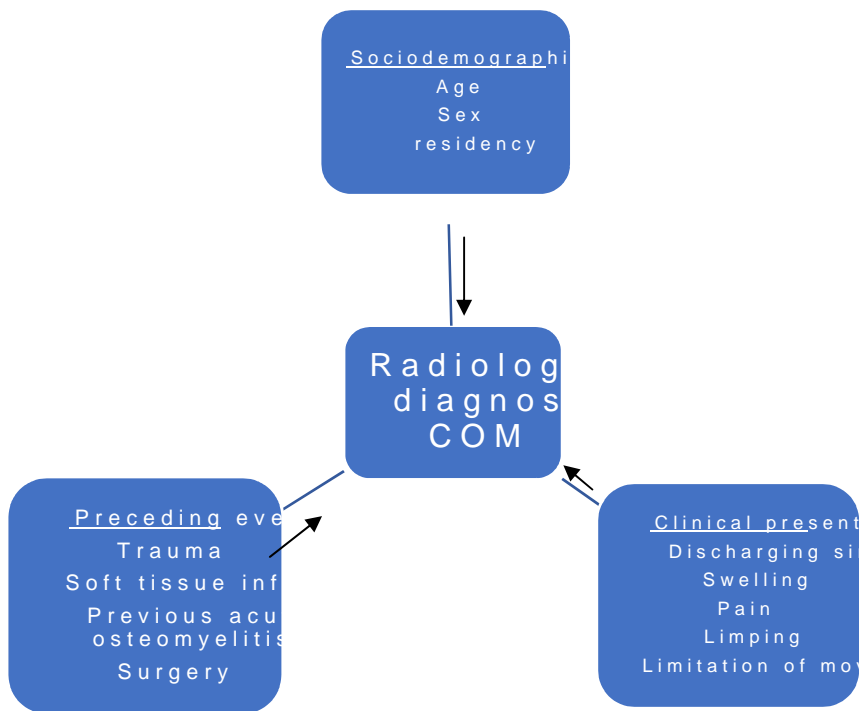 Sociodemographi
Age
Sex
residency
Radiolog
diagnos
COM
Preceding eve
Trauma
Soft tissue inf
Previous acu
osteomyelitis
Surgery
Clinical present
Discharging sin
Swelling
Pain
Limping
Limitation of mov